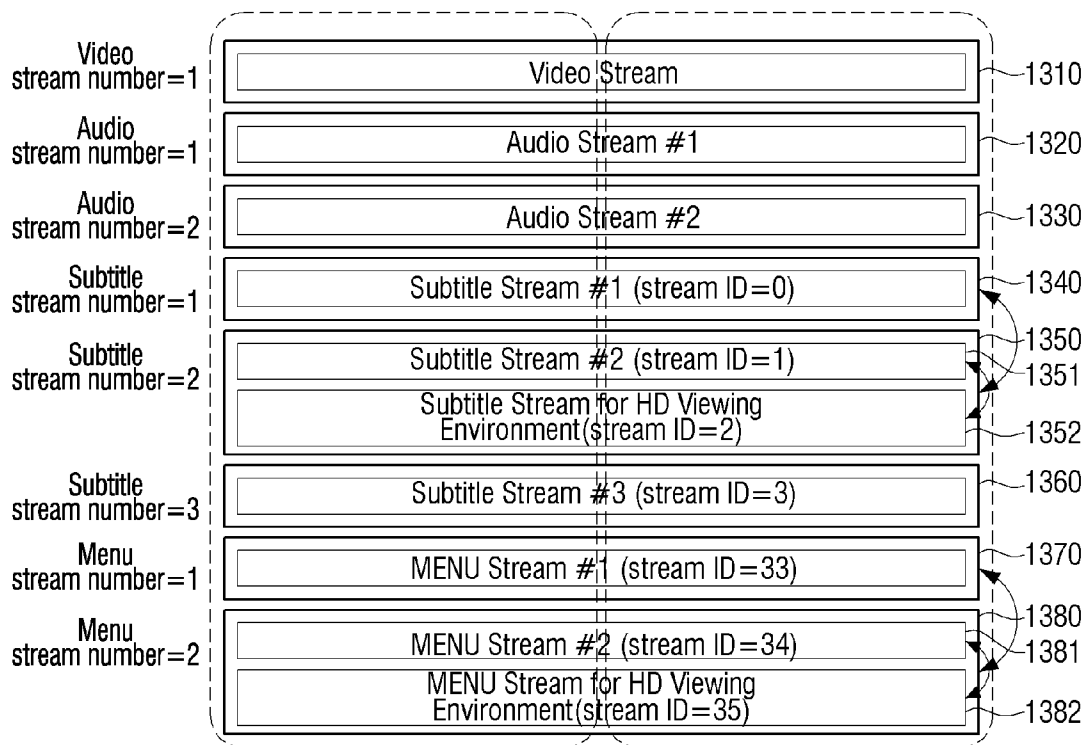 Video
stream number=1
Video Stream
1310
Audio
stream number=1
Audio Stream #1
1320
Audio
stream number=2
Audio Stream #2
1330
Subtitle
stream number=1
Subtitle Stream #1 (stream ID=0)
1340
Subtitle
stream number=2
1350
Subtitle Stream #2 (stream ID=1)
1351
Subtitle Stream for HD Viewing
Environment(stream ID=2)
1352
Subtitle
stream number=3
Subtitle Stream #3 (stream ID=3)
1360
Menu
stream number=1
MENU Stream #1 (stream ID=33)
1370
Menu
stream number=2
1380
MENU Stream #2 (stream ID=34)
1381
MENU Stream for HD Viewing
Environment(stream ID=35)
1382